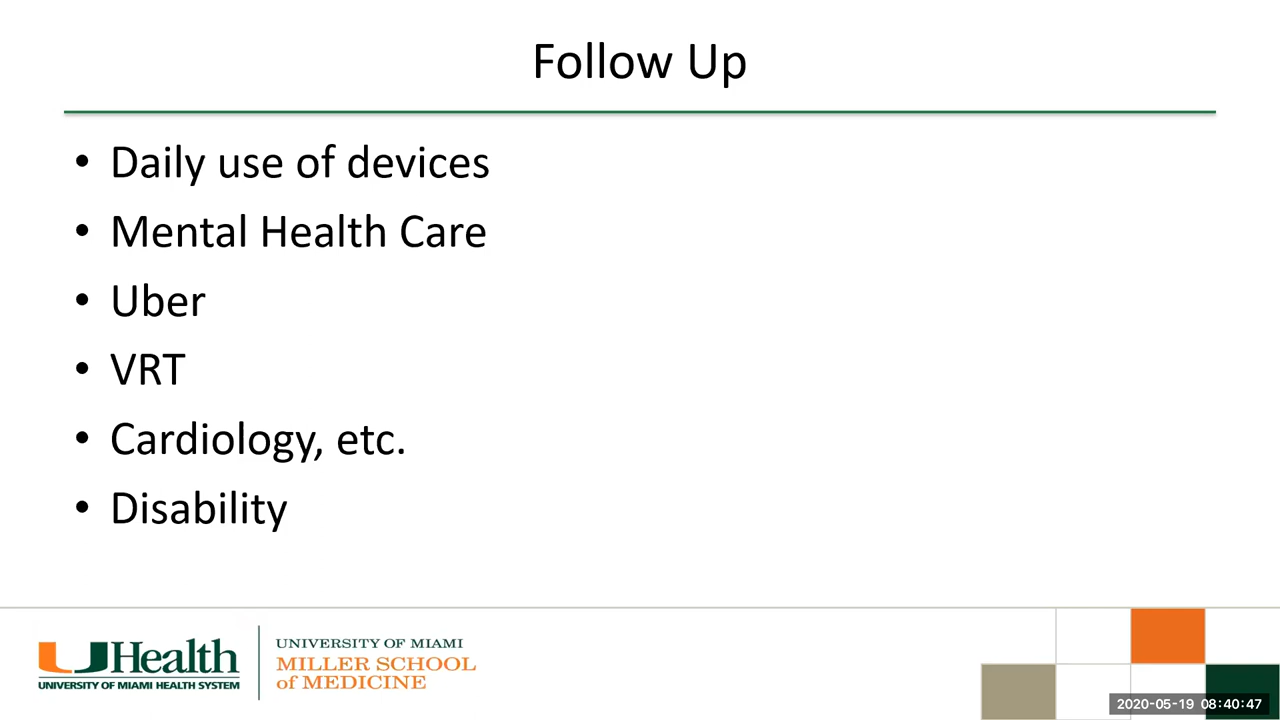 Follow Up
• Daily use of devices
• Mental Health Care
• Uber
• VRT
• Cardiology, etc.
• Disability
UHealth
UNIVERSITY OF MIAMI HEALTH SYSTEM
UNIVERSITY OF MIAMI
MILLER SCHOOL
of MEDICINE
2020-05-19 08:40:47